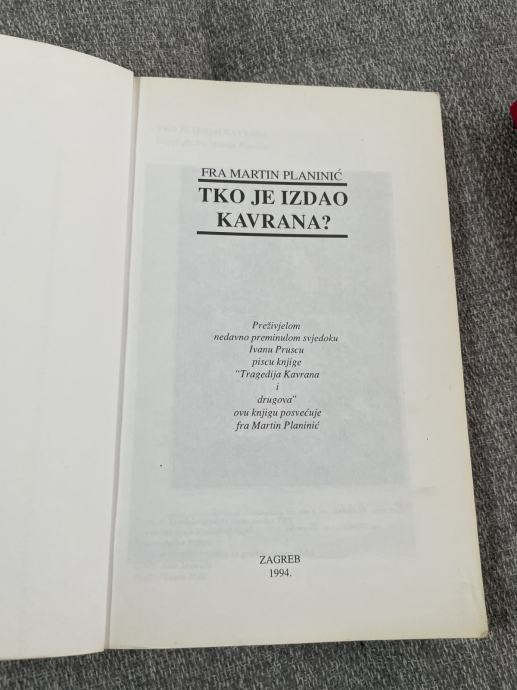 FRA MARTIN PLANINIĆ
TKO JE IZDAO
KAVRANA?
Preživjelom
nedavno preminulom svjedoku
Ivanu Pruscu
piscu knjige
"Tragedija Kavrana
i
drugova"
ovu knjigu posvećuje
fra Martin Planinić
ZAGREB
1994.